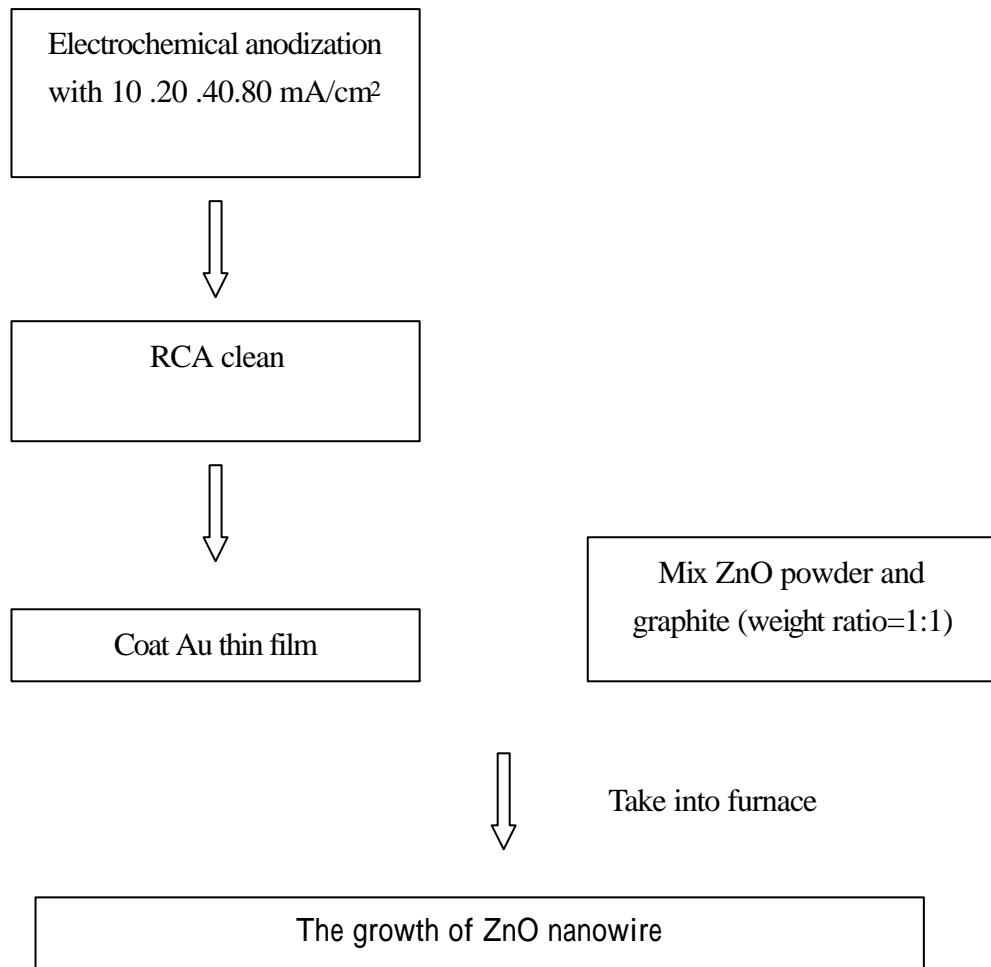 Electrochemical anodization
with 10 .20 .40.80 mA/cm²
RCA clean
Coat Au thin film
Mix ZnO powder and
graphite (weight ratio=1:1)
Take into furnace
The growth of ZnO nanowire